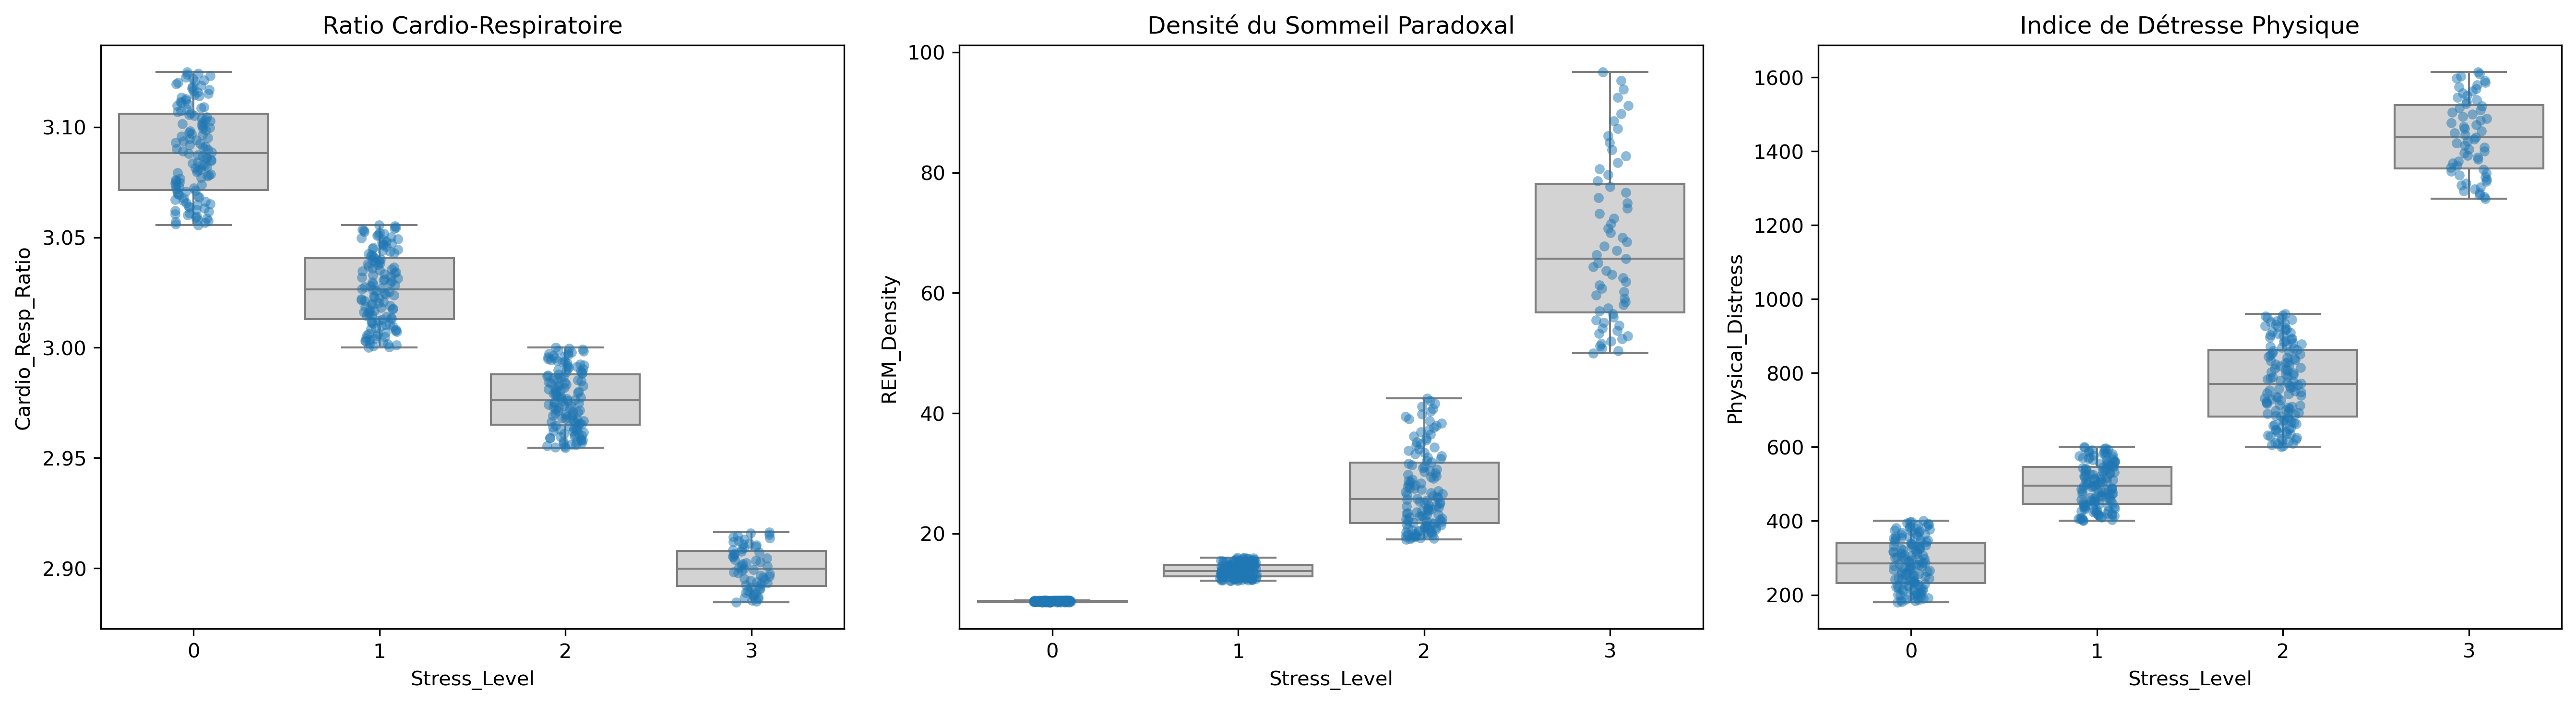 Ratio Cardio-Respiratoire
Cardio_Resp_Ratio
3.10
3.05
3.00
2.95
2.90
0 1 2 3
Stress_Level
Densité du Sommeil Paradoxal
REM_Density
100
80
60
40
20
0 1 2 3
Stress_Level
Indice de Détresse Physique
Physical_Distress
1600
1400
1200
1000
800
600
400
200
0 1 2 3
Stress_Level